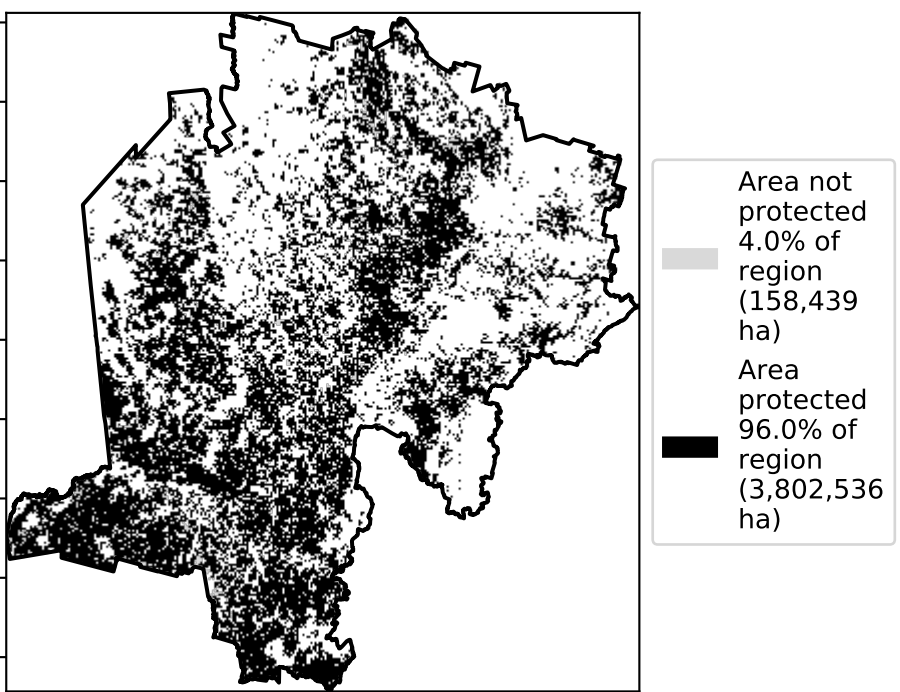 Area not
protected
4.0% of
region
(158,439
ha)
Area
protected
96.0% of
region
(3,802,536
ha)